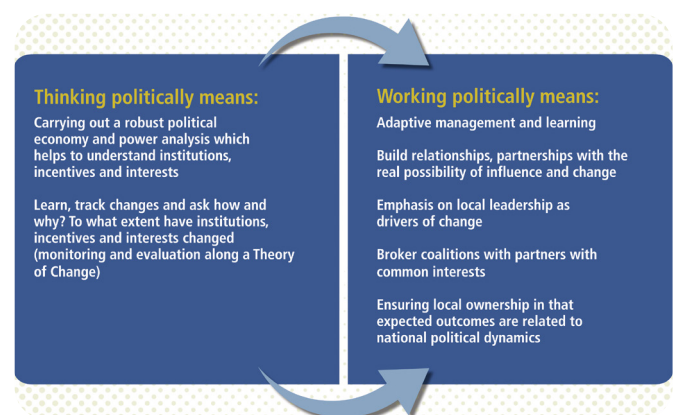 Thinking politically means:
Carrying out a robust political
economy and power analysis which
helps to understand institutions,
incentives and interests
Learn, track changes and ask how and
why? To what extent have institutions,
incentives and interests changed
(monitoring and evaluation along a Theory
of Change)
Working politically means:
Adaptive management and learning
Build relationships, partnerships with the
real possibility of influence and change
Emphasis on local leadership as
drivers of change
Broker coalitions with partners with
common interests
Ensuring local ownership in that
expected outcomes are related to
national political dynamics